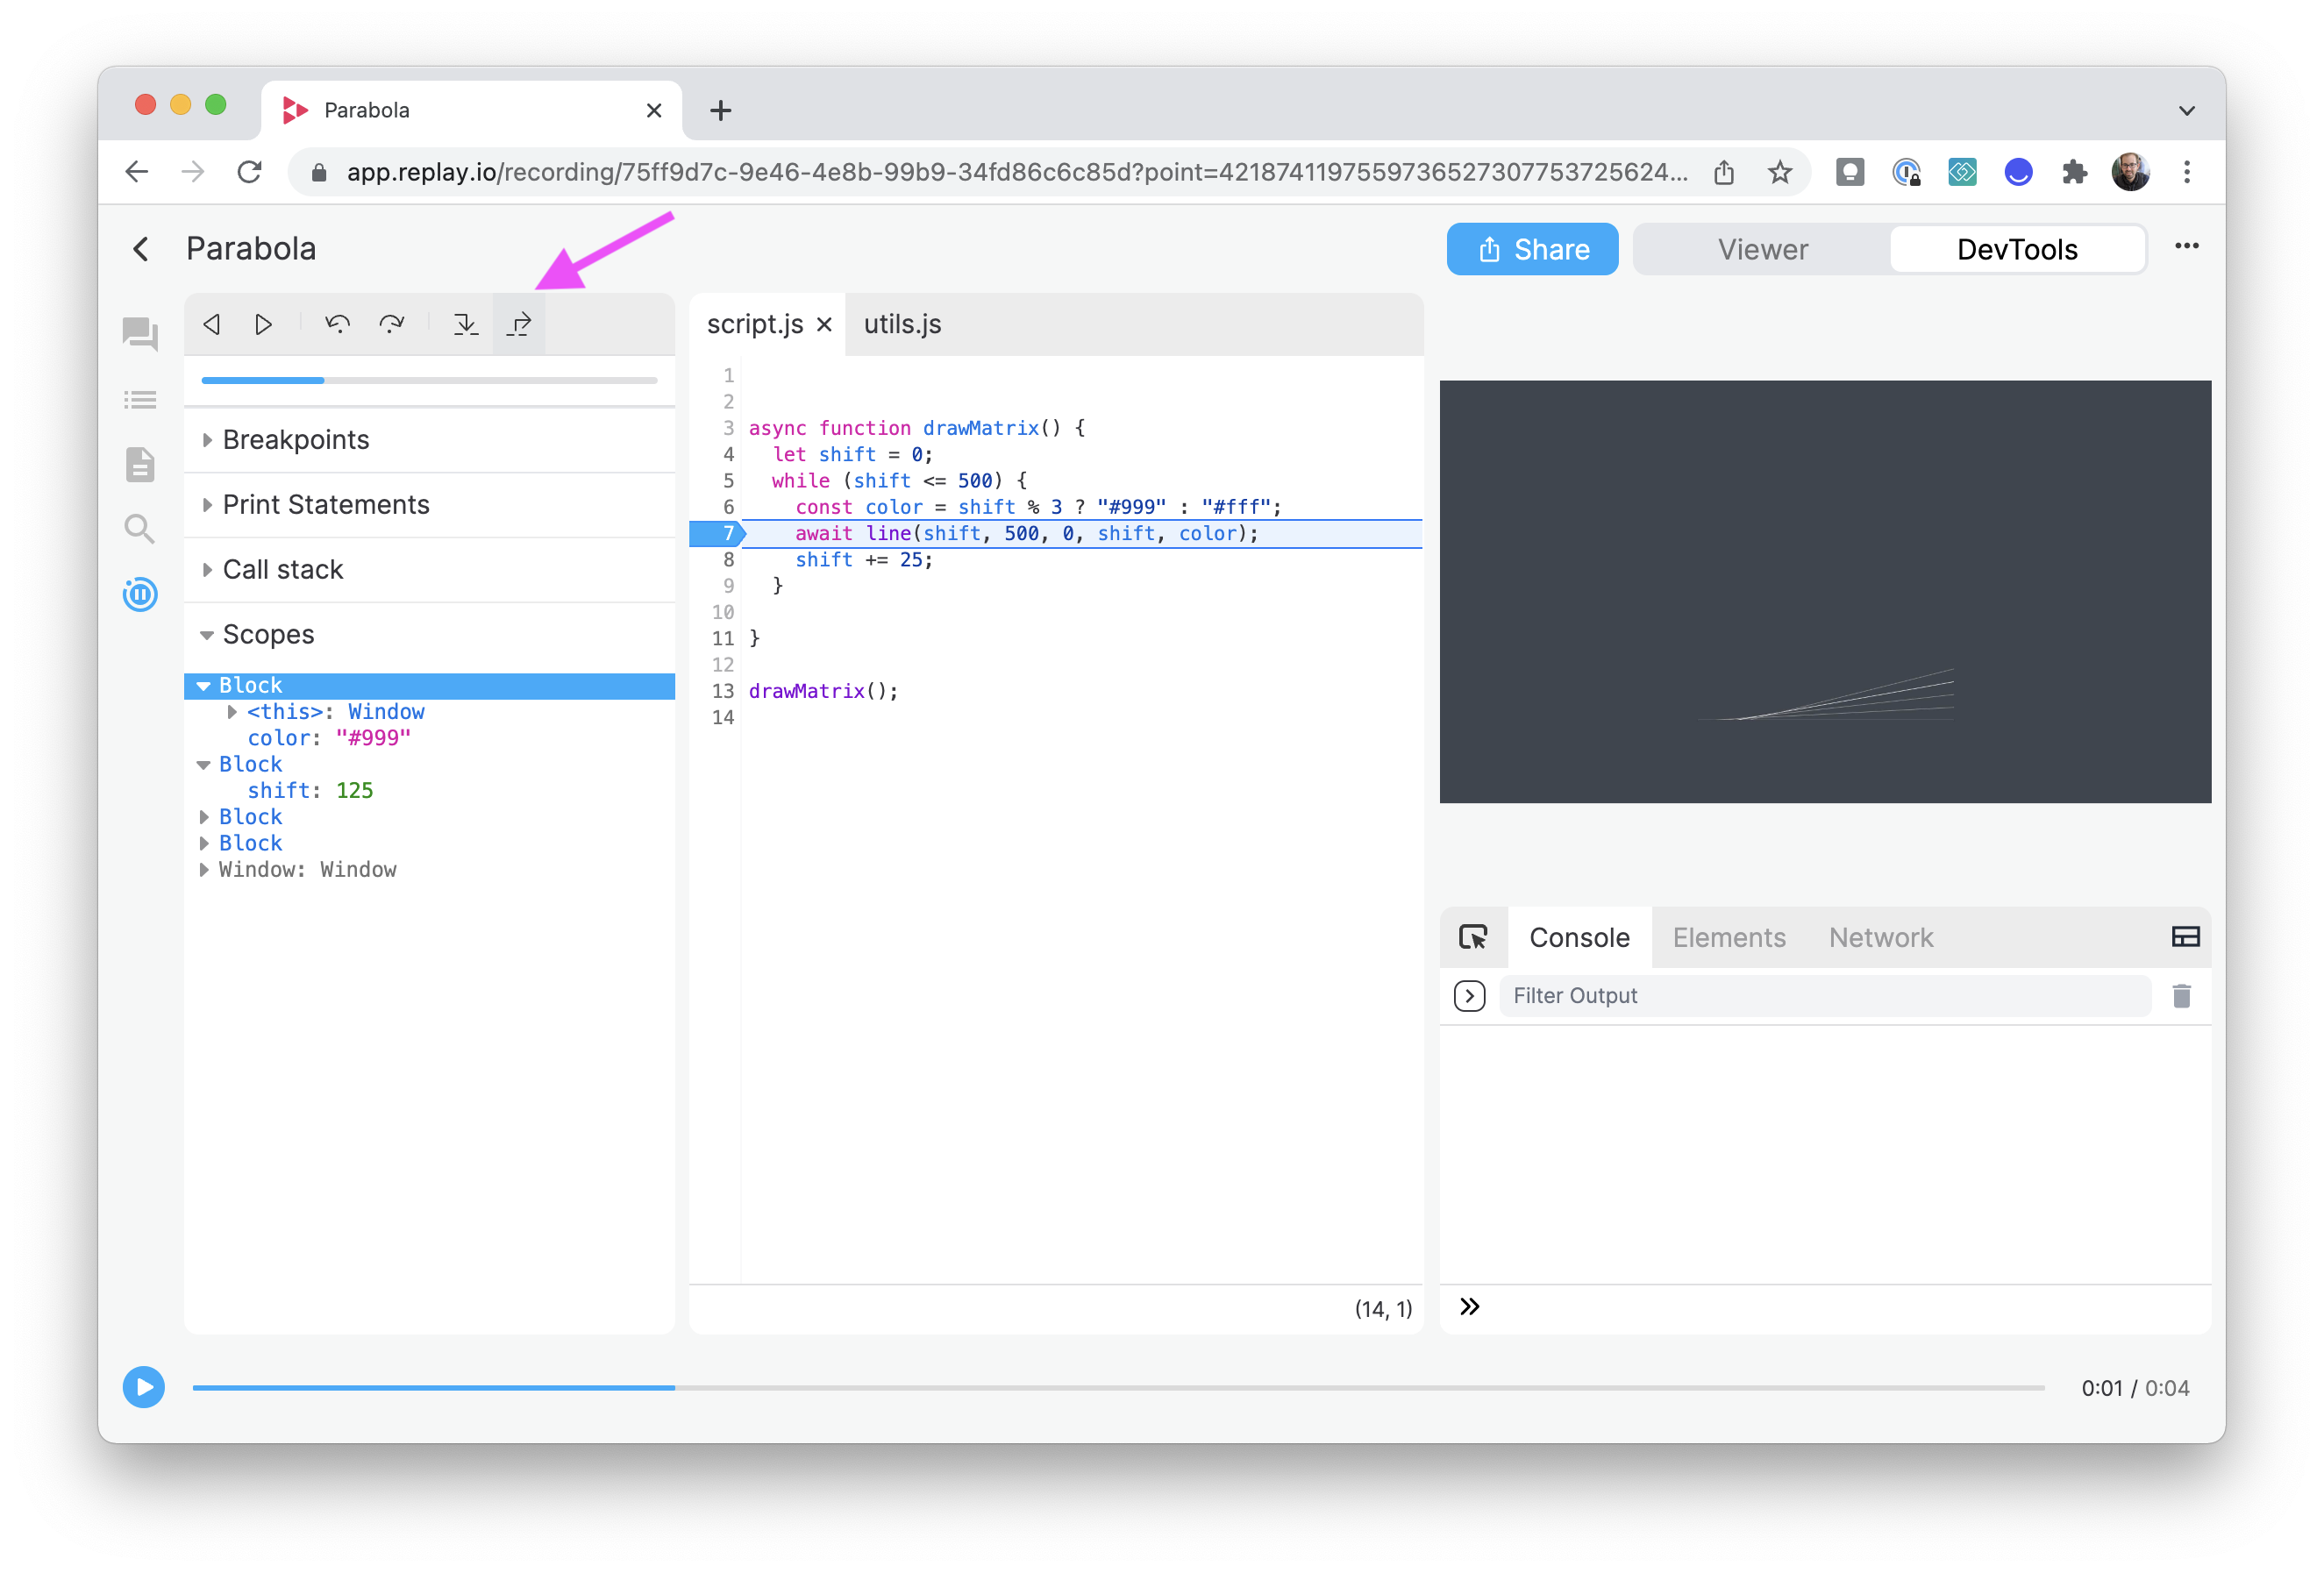 Parabola
app.replay.io/recording/75ff9d7c-9e46-4e8b-99b9-34fd86c6c85d?point=42187411975597365273077537256​24...
Parabola
Share
Viewer
DevTools
script.js
utils.js
Breakpoints
Print Statements
Call stack
Scopes
Block
<this>: Window
color: "#999"
Block
shift: 125
Block
Block
Window: Window
1
2
3 async function drawMatrix() {
4 let shift = 0;
5 while (shift <= 500) {
6 const color = shift % 3 ? "#999" : "#fff";
7 await line(shift, 500, 0, shift, color);
8 shift += 25;
9 }
10
11 }
12
13 drawMatrix();
14
(14, 1)
Console
Elements
Network
Filter Output
0:01 / 0:04